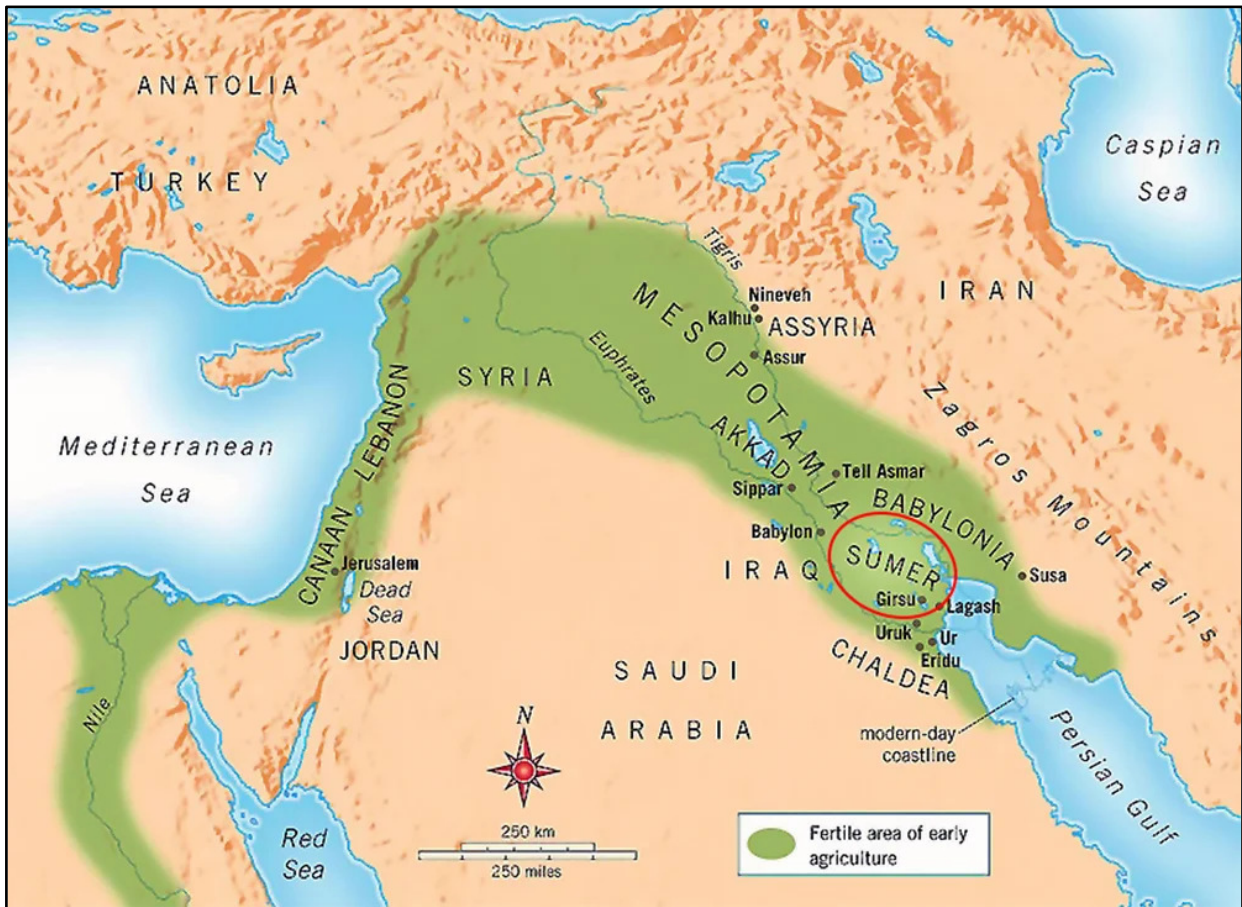 ANATOLIA
TURKEY
Caspian
Sea
Tigris
Nineveh
Kalhu
ASSYRIA
IRAN
Assur
MESOPOTAMIA
Euphrates
SYRIA
LEBANON
Zagros Mountains
Mediterranean
Sea
AKKAD
Tell Asmar
Sippar
BABYLONIA
Babylon
CANAAN
Jerusalem
Dead
Sea
IRAQ
SUMER
Susa
Girsu
Lagash
Uruk
Ur
Eridu
JORDAN
CHALDEA
SAUDI
ARABIA
Nile
N
modern-day
coastline
Persian Gulf
Red
Sea
250 km
250 miles
Fertile area of early
agriculture